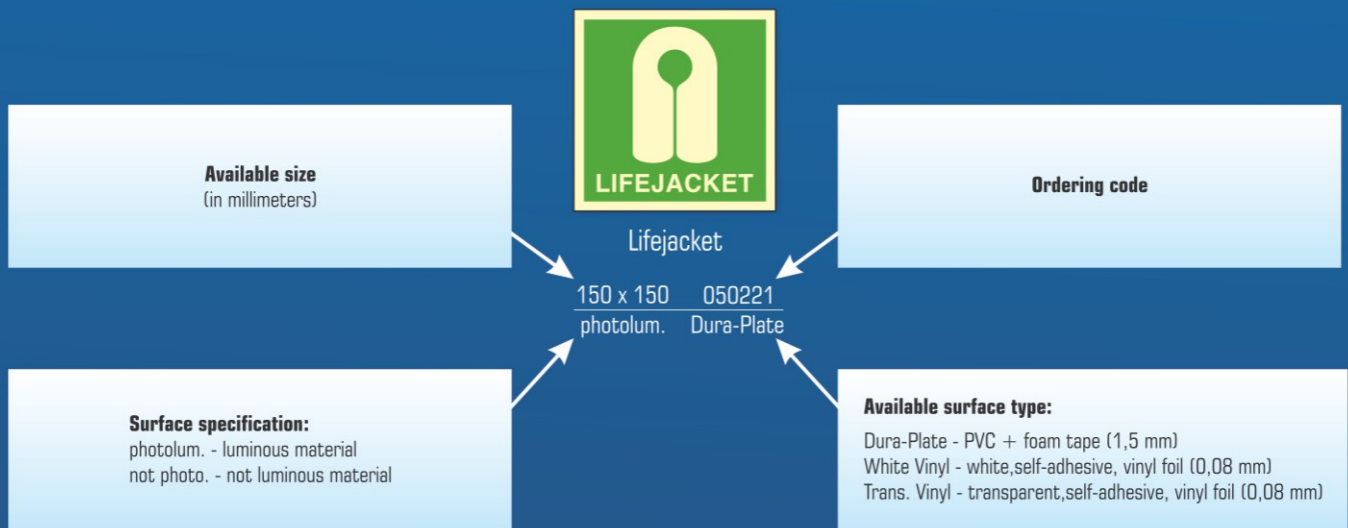 LIFEJACKET
Lifejacket
Available size
(in millimeters)
Ordering code
150 x 150 050221
photolum. Dura-Plate
Surface specification:
photolum. - luminous material
not photo. - not luminous material
Available surface type:
Dura-Plate - PVC + foam tape (1,5 mm)
White Vinyl - white,self-adhesive, vinyl foil (0,08 mm)
Trans. Vinyl - transparent,self-adhesive, vinyl foil (0,08 mm)